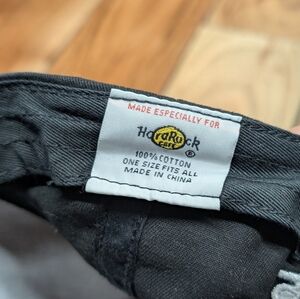 MADE ESPECIALLY FOR
Hard Rock
CAFE
®
100% COTTON
ONE SIZE FITS ALL
MADE IN CHINA